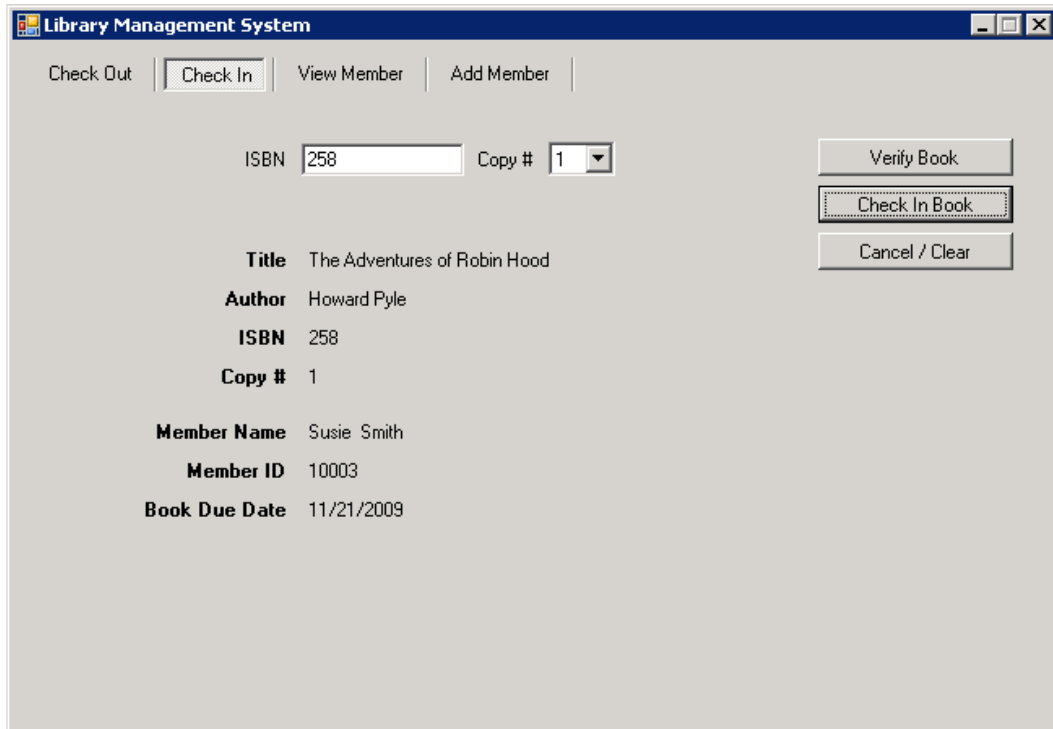 Library Management System
Check Out Check In View Member Add Member
ISBN 258 Copy # 1 Verify Book
Check In Book
Cancel / Clear
Title The Adventures of Robin Hood
Author Howard Pyle
ISBN 258
Copy # 1
Member Name Susie Smith
Member ID 10003
Book Due Date 11/21/2009